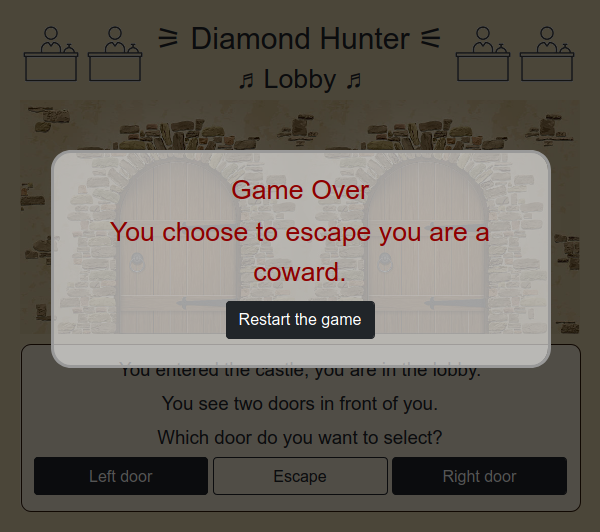 ⚞ Diamond Hunter ⚟
♬ Lobby ♬
Game Over
You choose to escape you are a
coward.
Restart the game
You entered the castle, you are in the lobby.
You see two doors in front of you.
Which door do you want to select?
Left door
Escape
Right door